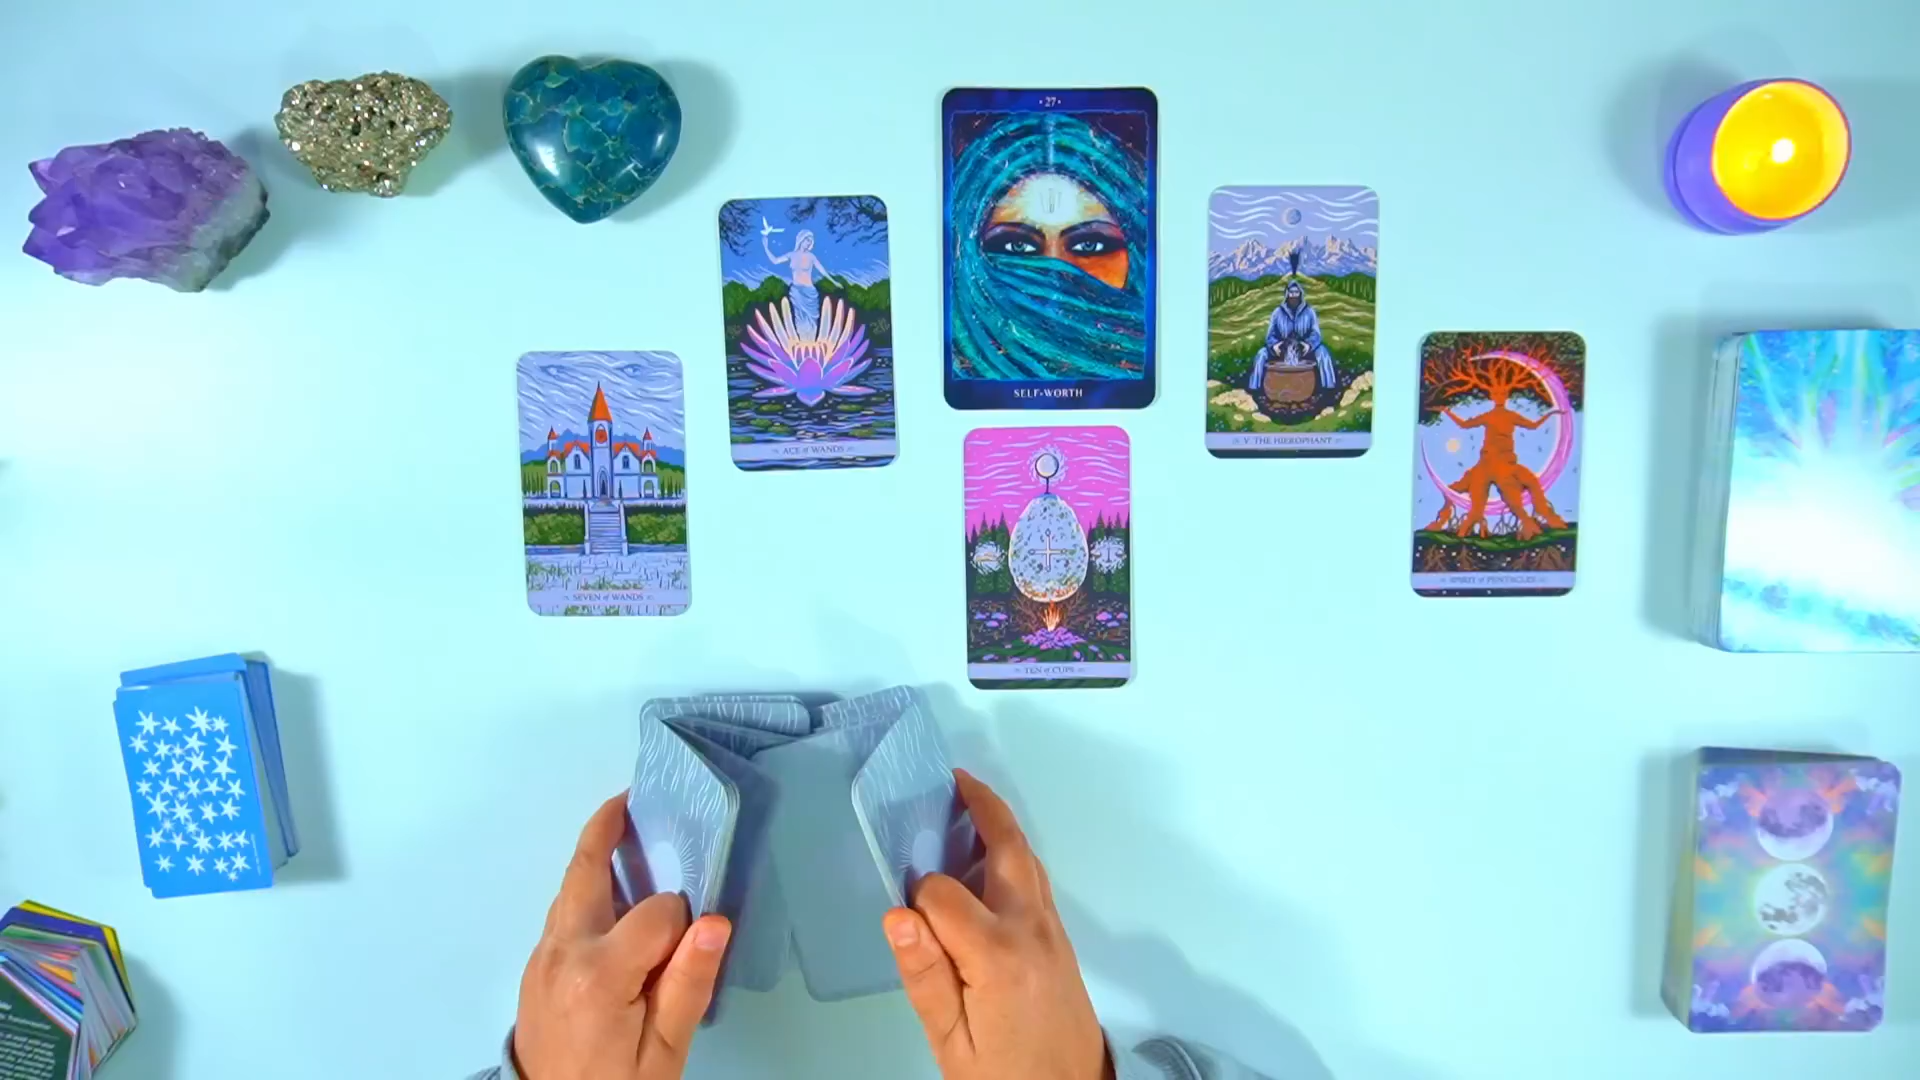 · 27 ·
SELF-WORTH
ACE of WANDS
V. THE HIEROPHANT
SEVEN of WANDS
SPIRIT of PENTACLES
TEN of CUPS